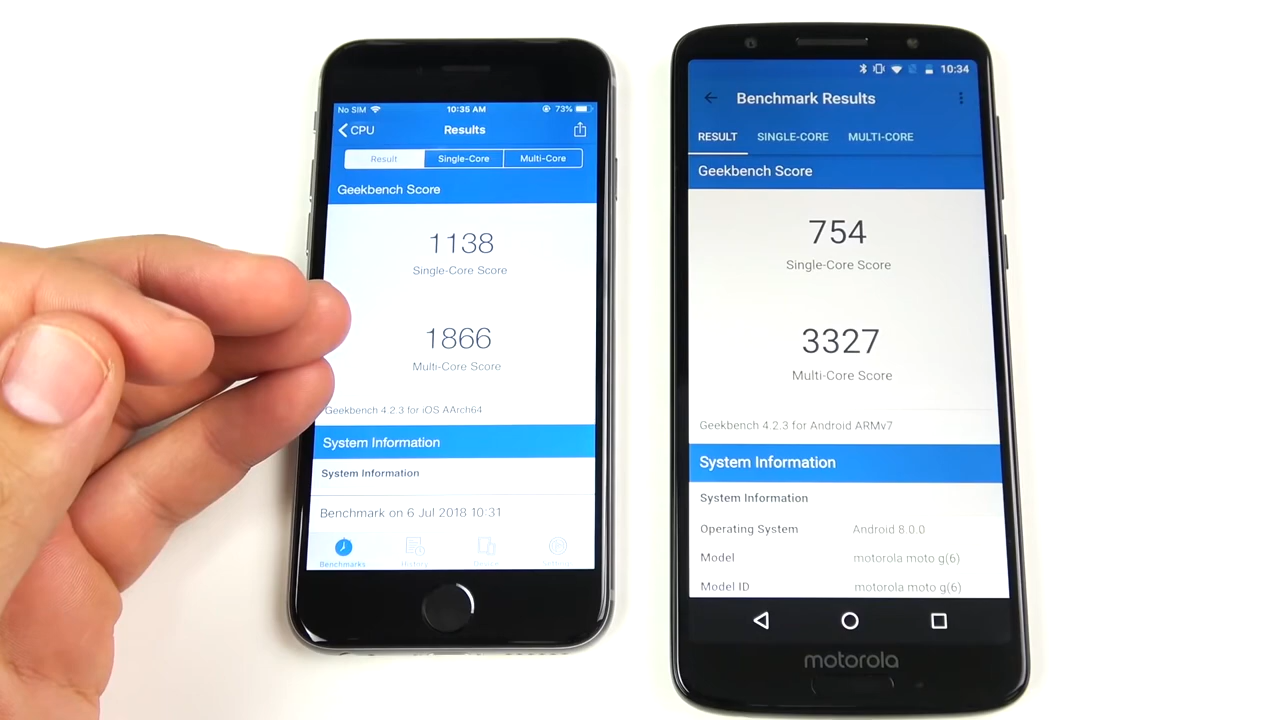 No SIM 10:35 AM 73%
CPU Results
Result Single-Core Multi-Core
Geekbench Score
1138
Single-Core Score
1866
Multi-Core Score
Geekbench 4.2.3 for iOS AArch64
System Information
System Information
Benchmark on 6 Jul 2018 10:31
Benchmarks
10:34
Benchmark Results
RESULT SINGLE-CORE MULTI-CORE
Geekbench Score
754
Single-Core Score
3327
Multi-Core Score
Geekbench 4.2.3 for Android ARMv7
System Information
System Information
Operating System Android 8.0.0
Model motorola moto g(6)
Model ID motorola moto g(6)
motorola